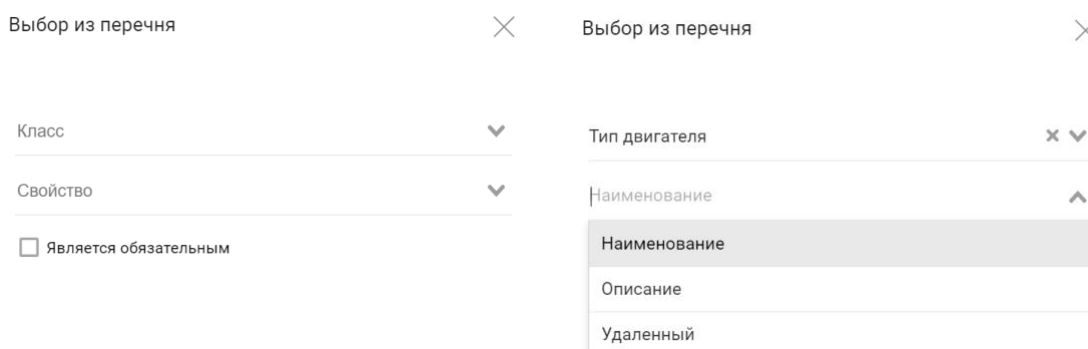 Выбор из перечня
Класс
Свойство
Является обязательным
Выбор из перечня
Тип двигателя
Наименование
Наименование
Описание
Удаленный